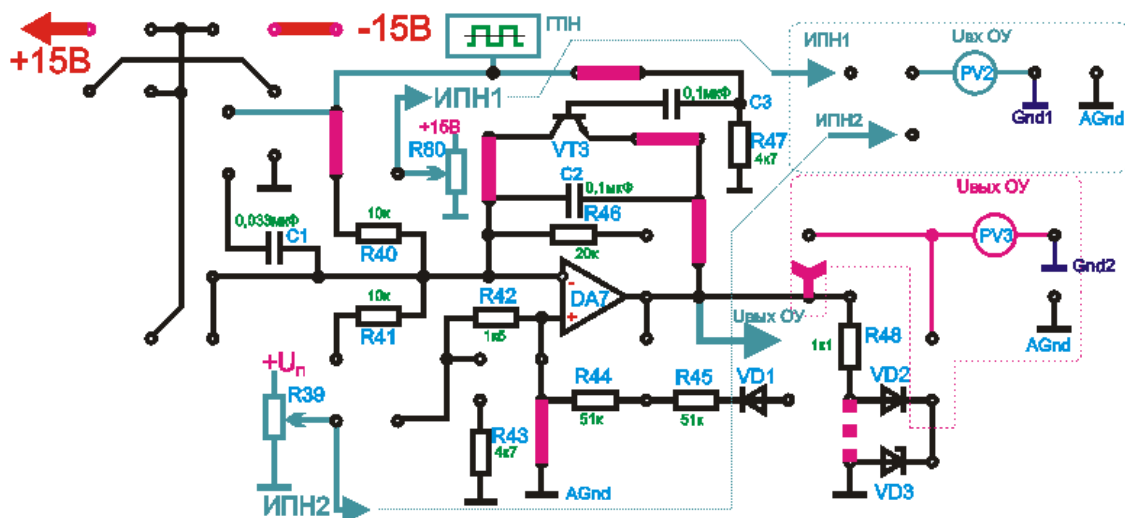 +15В
-15В
ГПН
ИПН1
Uвх ОУ
PV2
Gnd1
AGnd
ИПН2
ИПН1
+15В
R80
VT3
0,1мкФ
C3
R47
4к7
C2
0,1мкФ
Uвых ОУ
PV3
Gnd2
AGnd
0,033мкФ
C1
10к
R40
R46
20к
10к
R41
R42
1к5
-
+
DA7
Uвых ОУ
R48
1к1
+Uп
R39
R44
51к
R45
51к
VD1
VD2
R43
4к7
ИПН2
AGnd
VD3